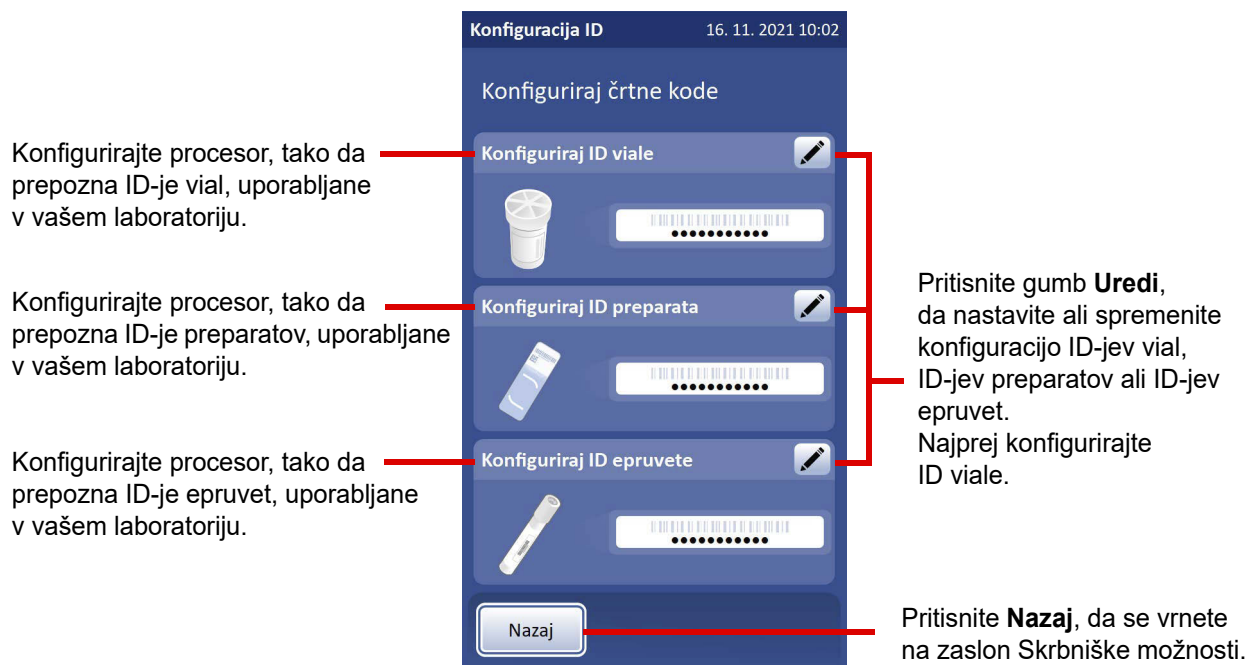 Konfiguracija ID 16. 11. 2021 10:02
Konfiguriraj črtne kode
Konfigurirajte procesor, tako da
prepozna ID-je vial, uporabljane
v vašem laboratoriju.
Konfiguriraj ID viale
Konfigurirajte procesor, tako da
prepozna ID-je preparatov, uporabljane
v vašem laboratoriju.
Konfiguriraj ID preparata
Konfigurirajte procesor, tako da
prepozna ID-je epruvet, uporabljane
v vašem laboratoriju.
Konfiguriraj ID epruvete
Pritisnite gumb Uredi,
da nastavite ali spremenite
konfiguracijo ID-jev vial,
ID-jev preparatov ali ID-jev
epruvet.
Najprej konfigurirajte
ID viale.
Nazaj
Pritisnite Nazaj, da se vrnete
na zaslon Skrbniške možnosti.